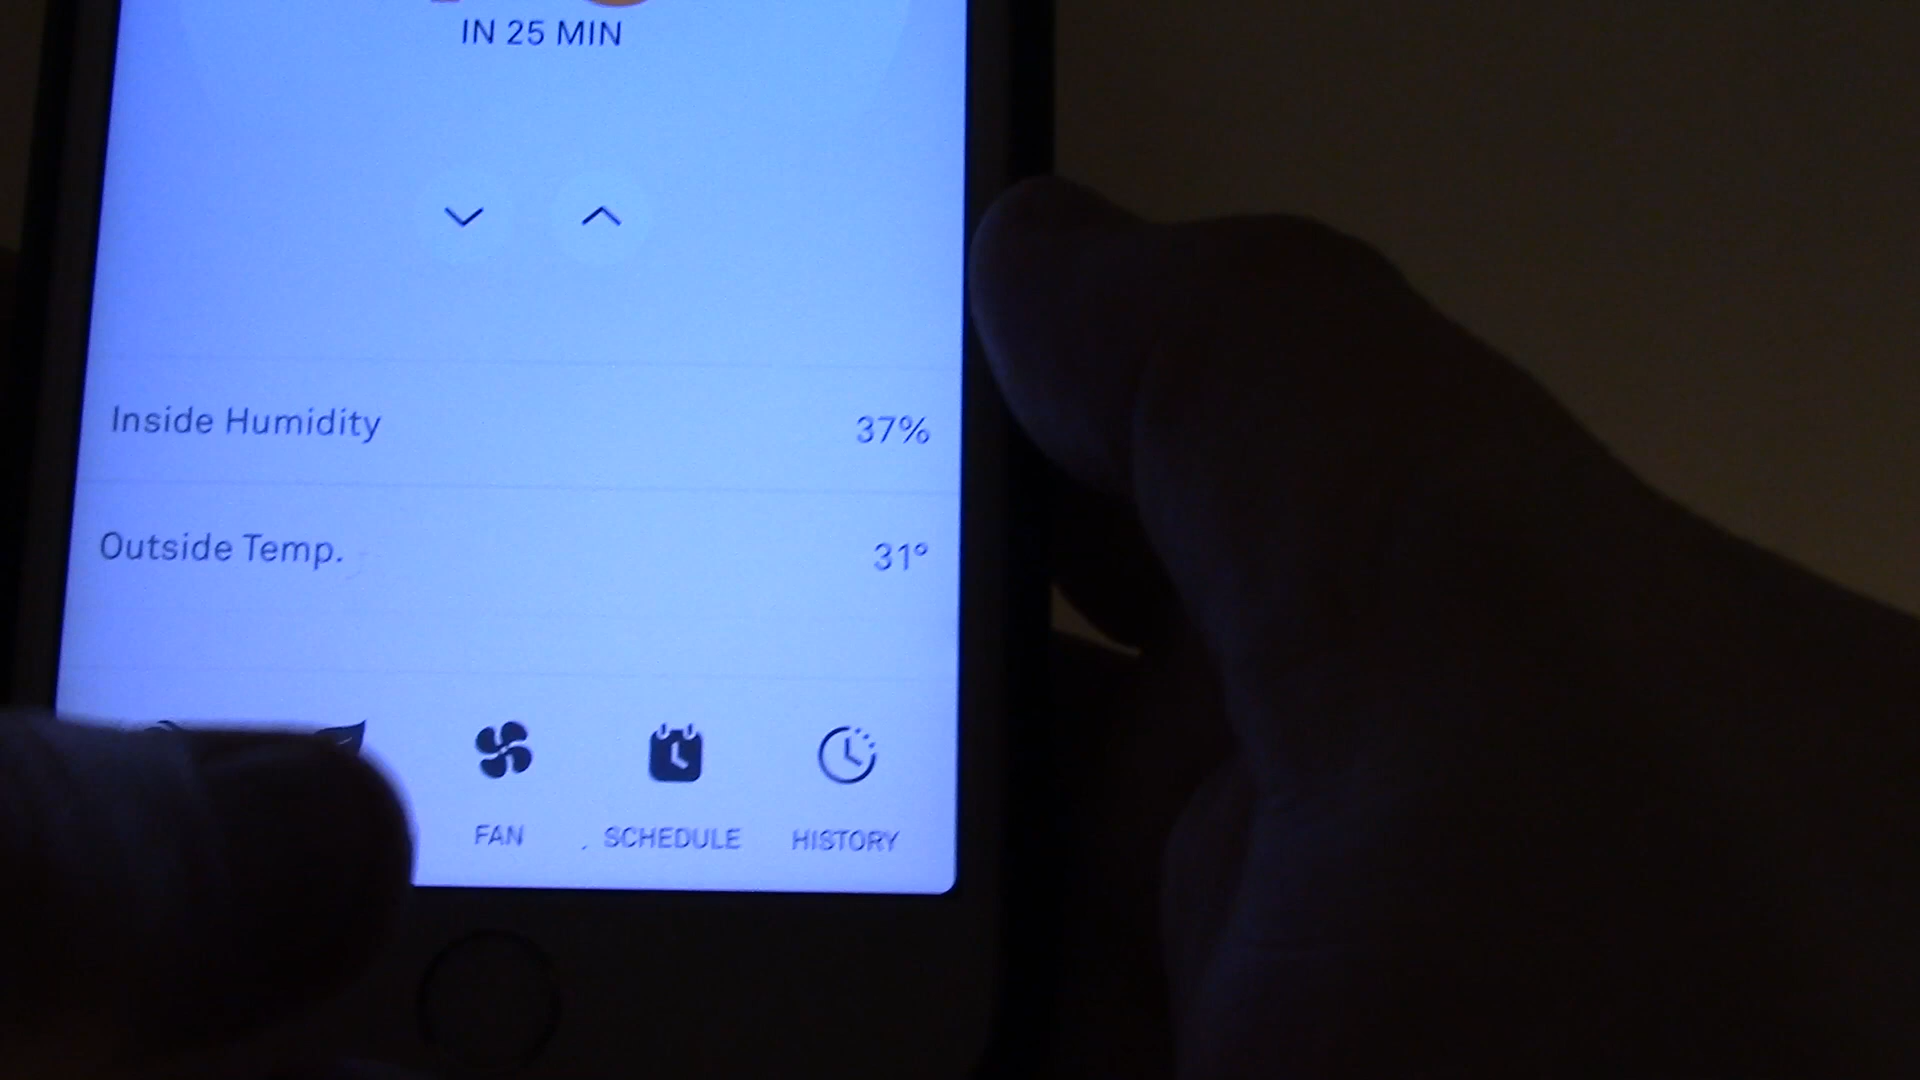 IN 25 MIN
Inside Humidity 37%
Outside Temp. 31°
FAN SCHEDULE HISTORY